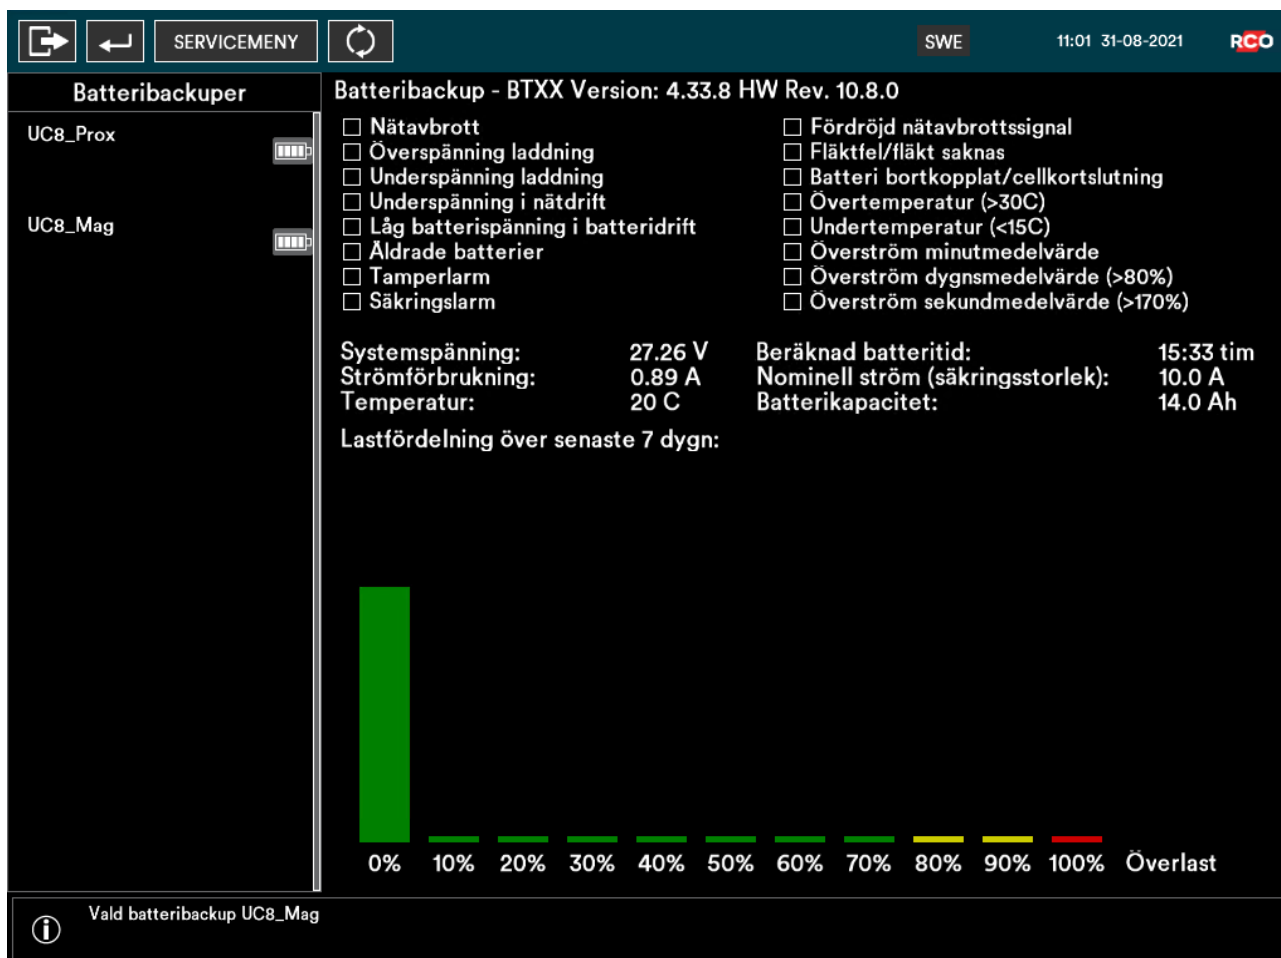 SERVICEMENY SWE 11:01 31-08-2021 RCO
Batteribackuper
UC8_Prox
UC8_Mag
Batteribackup - BTXX Version: 4.33.8 HW Rev. 10.8.0
Nätavbrott
Överspänning laddning
Underspänning laddning
Underspänning i nätdrift
Låg batterispänning i batteridrift
Äldrade batterier
Tamperlarm
Säkringslarm
Fördröjd nätavbrottssignal
Fläktfel/fläkt saknas
Batteri bortkopplat/cellkortslutning
Övertemperatur (>30C)
Undertemperatur (<15C)
Överström minutmedelvärde
Överström dygnsmedelvärde (>80%)
Överström sekundmedelvärde (>170%)
Systemspänning: 27.26 V
Strömförbrukning: 0.89 A
Temperatur: 20 C
Beräknad batteritid: 15:33 tim
Nominell ström (säkringsstorlek): 10.0 A
Batterikapacitet: 14.0 Ah
Lastfördelning över senaste 7 dygn:
0% 10% 20% 30% 40% 50% 60% 70% 80% 90% 100% Överlast
Vald batteribackup UC8_Mag